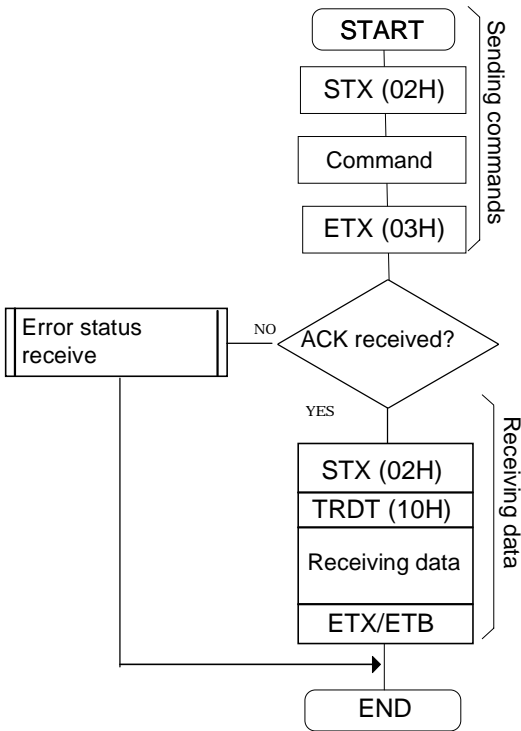 START
Sending commands
STX (02H)
Command
ETX (03H)
ACK received?
NO
Error status
receive
YES
Receiving data
STX (02H)
TRDT (10H)
Receiving data
ETX/ETB
END